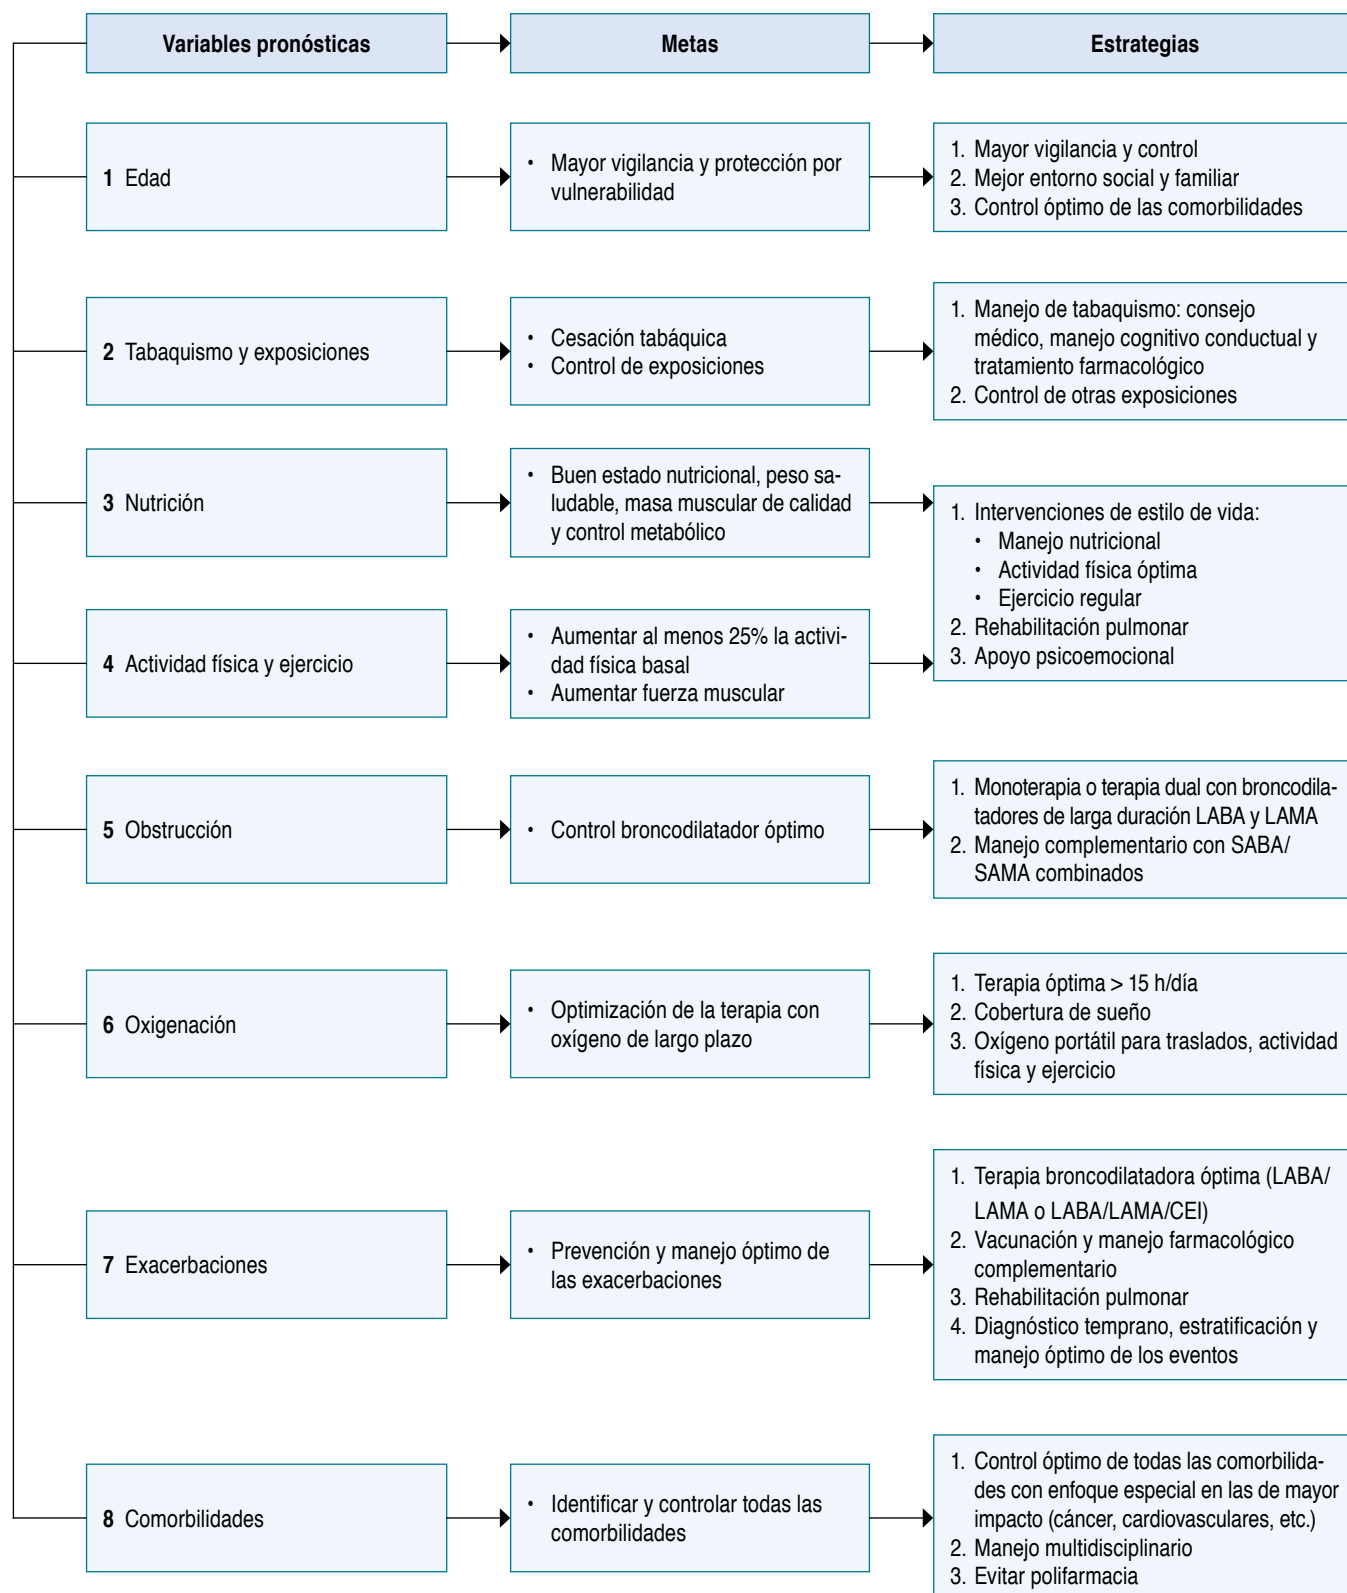 Variables pronósticas
Metas
Estrategias
1 Edad
• Mayor vigilancia y protección por
vulnerabilidad
1. Mayor vigilancia y control
2. Mejor entorno social y familiar
3. Control óptimo de las comorbilidades
2 Tabaquismo y exposiciones
• Cesación tabáquica
• Control de exposiciones
1. Manejo de tabaquismo: consejo
médico, manejo cognitivo conductual y
tratamiento farmacológico
2. Control de otras exposiciones
3 Nutrición
• Buen estado nutricional, peso sa-
ludable, masa muscular de calidad
y control metabólico
4 Actividad física y ejercicio
• Aumentar al menos 25% la activi-
dad física basal
• Aumentar fuerza muscular
1. Intervenciones de estilo de vida:
• Manejo nutricional
• Actividad física óptima
• Ejercicio regular
2. Rehabilitación pulmonar
3. Apoyo psicoemocional
5 Obstrucción
• Control broncodilatador óptimo
1. Monoterapia o terapia dual con broncodila-
tadores de larga duración LABA y LAMA
2. Manejo complementario con SABA/
SAMA combinados
6 Oxigenación
• Optimización de la terapia con
oxígeno de largo plazo
1. Terapia óptima > 15 h/día
2. Cobertura de sueño
3. Oxígeno portátil para traslados, actividad
física y ejercicio
7 Exacerbaciones
• Prevención y manejo óptimo de
las exacerbaciones
1. Terapia broncodilatadora óptima (LABA/
LAMA o LABA/LAMA/CEI)
2. Vacunación y manejo farmacológico
complementario
3. Rehabilitación pulmonar
4. Diagnóstico temprano, estratificación y
manejo óptimo de los eventos
8 Comorbilidades
• Identificar y controlar todas las
comorbilidades
1. Control óptimo de todas las comorbilida-
des con enfoque especial en las de mayor
impacto (cáncer, cardiovasculares, etc.)
2. Manejo multidisciplinario
3. Evitar polifarmacia